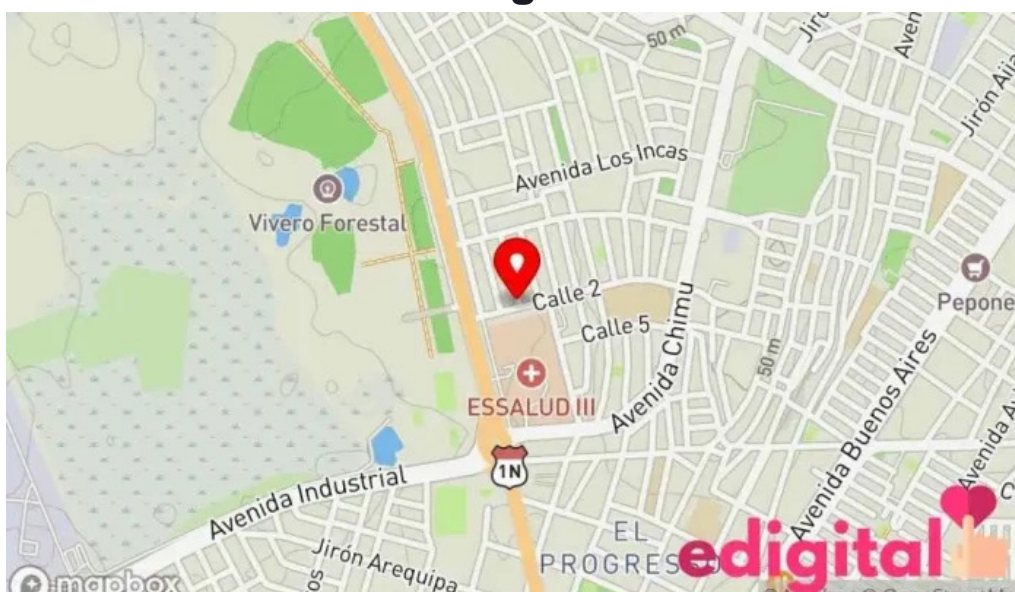 50 m
Avenida Los Incas
Vivero Forestal
Calle 2
Calle 5
Pepone
Avenida Chimu
50 m
ESSALUD III
Avenida Buenos Aires
1N
Avenida Industrial
EL
PROGRESO
edigital
Jirón Arequipa
mapbox